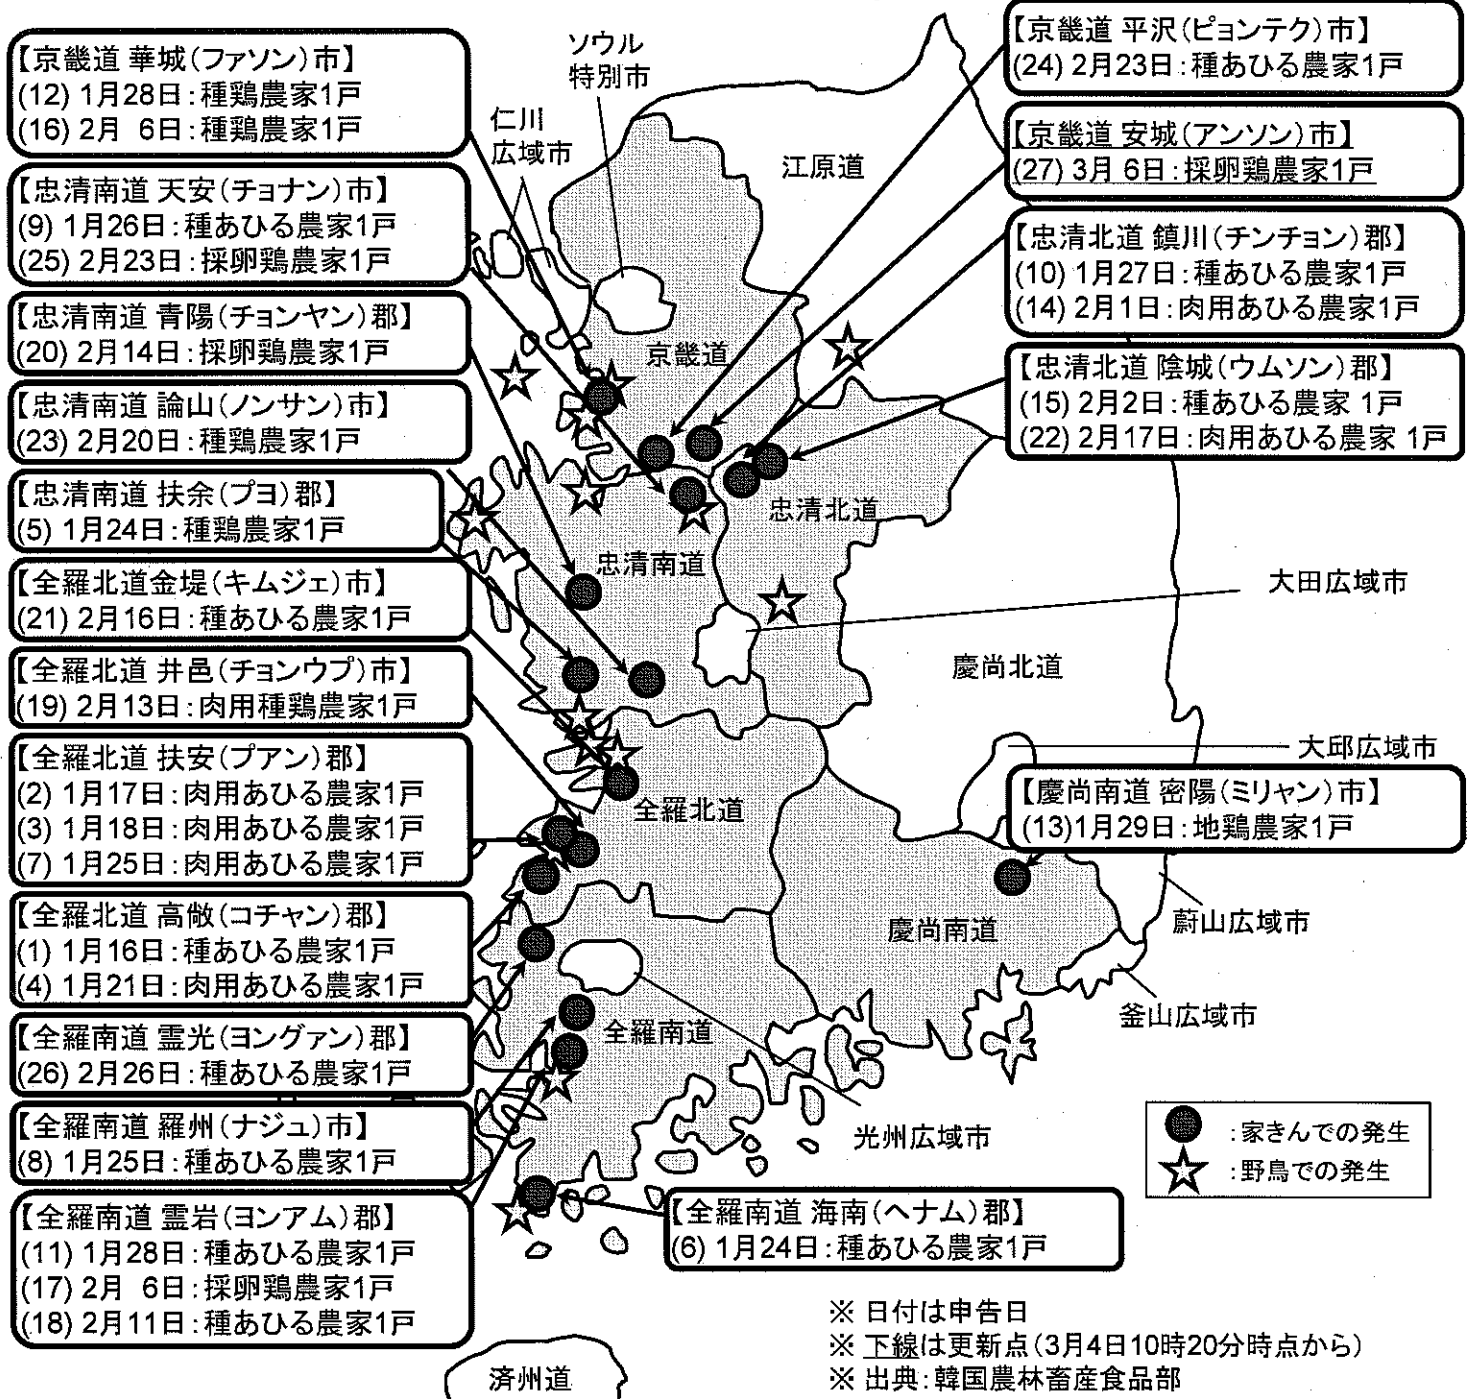 【京畿道 華城(ファソン)市】
(12) 1月28日:種鶏農家1戸
(16) 2月 6日:種鶏農家1戸
【忠清南道 天安(チョナン)市】
(9) 1月26日:種あひる農家1戸
(25) 2月23日:採卵鶏農家1戸
【忠清南道 青陽(チョンヤン)郡】
(20) 2月14日:採卵鶏農家1戸
【忠清南道 論山(ノンサン)市】
(23) 2月20日:種鶏農家1戸
【忠清南道 扶余(プヨ)郡】
(5) 1月24日:種鶏農家1戸
【全羅北道金堤(キムジェ)市】
(21) 2月16日:種あひる農家1戸
【全羅北道 井邑(チョンウプ)市】
(19) 2月13日:肉用種鶏農家1戸
【全羅北道 扶安(プアン)郡】
(2) 1月17日:肉用あひる農家1戸
(3) 1月18日:肉用あひる農家1戸
(7) 1月25日:肉用あひる農家1戸
【全羅北道 高敞(コチャン)郡】
(1) 1月16日:種あひる農家1戸
(4) 1月21日:肉用あひる農家1戸
【全羅南道 霊光(ヨングァン)郡】
(26) 2月26日:種あひる農家1戸
【全羅南道 羅州(ナジュ)市】
(8) 1月25日:種あひる農家1戸
【全羅南道 霊岩(ヨンアム)郡】
(11) 1月28日:種あひる農家1戸
(17) 2月 6日:採卵鶏農家1戸
(18) 2月11日:種あひる農家1戸
ソウル
特別市
仁川
広域市
江原道
京畿道
忠清北道
忠清南道
大田広域市
慶尚北道
大邱広域市
全羅北道
慶尚南道
蔚山広域市
釜山広域市
全羅南道
光州広域市
済州道
【京畿道 平沢(ピョンテク)市】
(24) 2月23日:種あひる農家1戸
【京畿道 安城(アンソン)市】
(27) 3月 6日:採卵鶏農家1戸
【忠清北道 鎮川(チンチョン)郡】
(10) 1月27日:種あひる農家1戸
(14) 2月1日:肉用あひる農家1戸
【忠清北道 陰城(ウムソン)郡】
(15) 2月2日:種あひる農家 1戸
(22) 2月17日:肉用あひる農家 1戸
【慶尚南道 密陽(ミリャン)市】
(13)1月29日:地鶏農家1戸
【全羅南道 海南(ヘナム)郡】
(6) 1月24日:種あひる農家1戸
:家きんでの発生
:野鳥での発生
※ 日付は申告日
※ 下線は更新点(3月4日10時20分時点から)
※ 出典:韓国農林畜産食品部